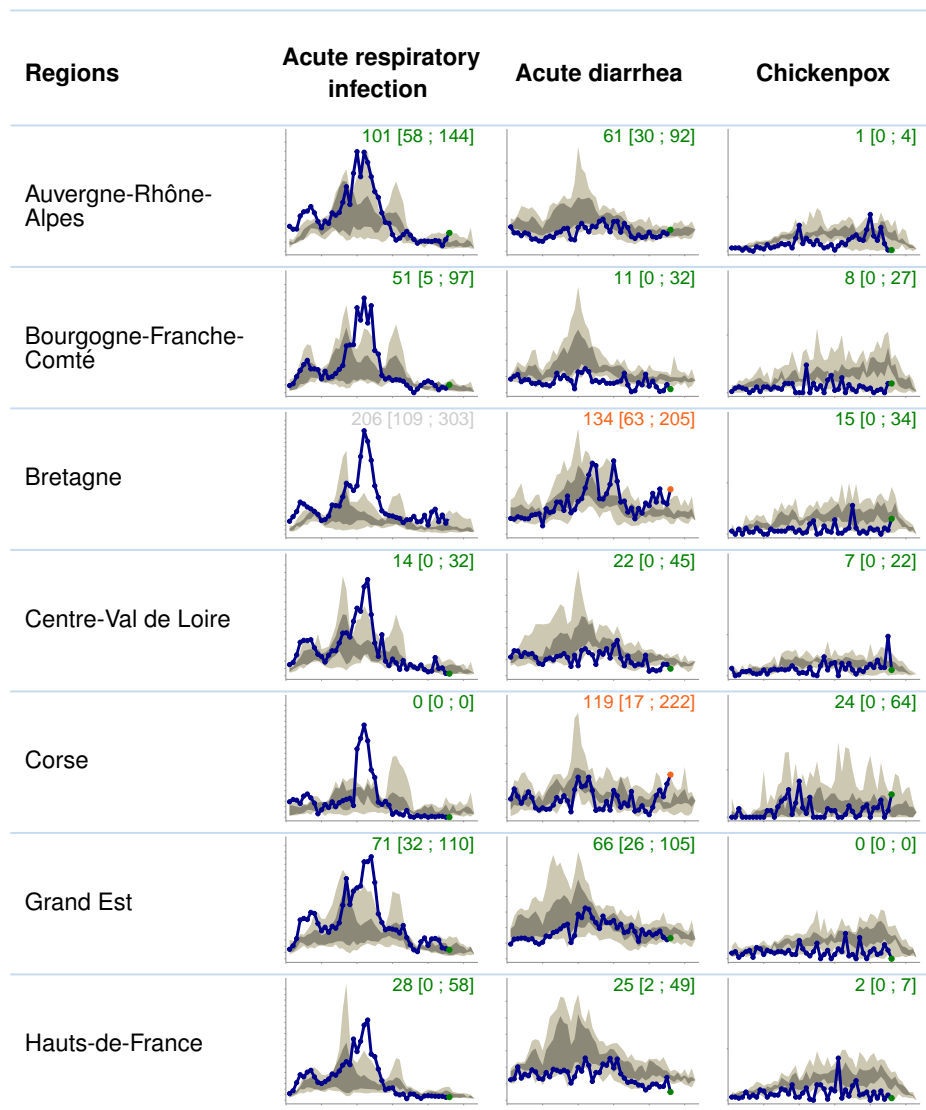 Regions
Acute respiratory
infection
Acute diarrhea
Chickenpox
Auvergne-Rhône-
Alpes
101 [58 ; 144]
61 [30 ; 92]
1 [0 ; 4]
Bourgogne-Franche-
Comté
51 [5 ; 97]
11 [0 ; 32]
8 [0 ; 27]
Bretagne
206 [109 ; 303]
134 [63 ; 205]
15 [0 ; 34]
Centre-Val de Loire
14 [0 ; 32]
22 [0 ; 45]
7 [0 ; 22]
Corse
0 [0 ; 0]
119 [17 ; 222]
24 [0 ; 64]
Grand Est
71 [32 ; 110]
66 [26 ; 105]
0 [0 ; 0]
Hauts-de-France
28 [0 ; 58]
25 [2 ; 49]
2 [0 ; 7]